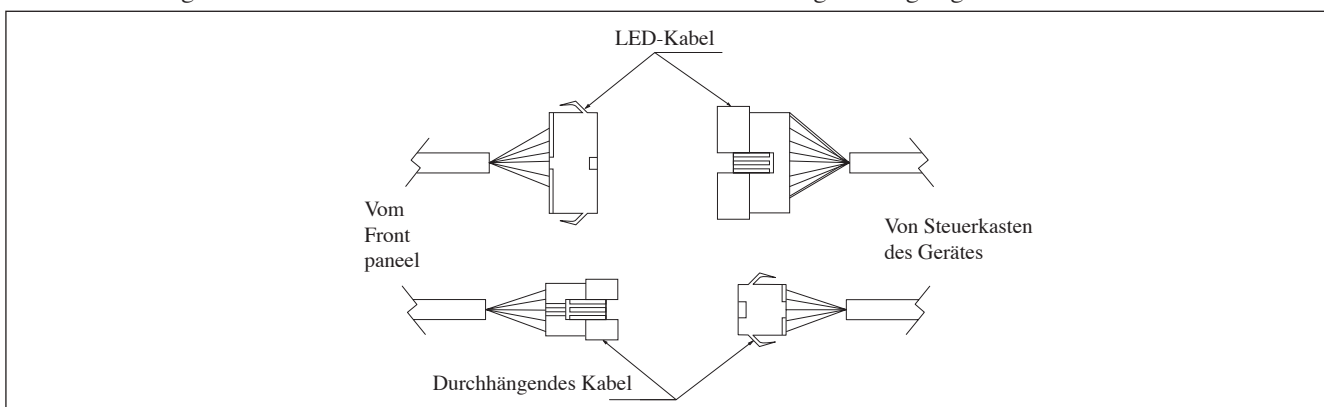 LED-Kabel
Vom
Front
paneel
Von Steuerkasten
des Gerätes
Durchhängendes Kabel